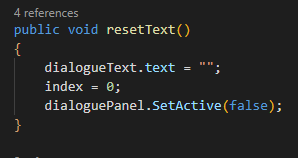 4 references
public void resetText()
{
    dialogueText.text = "";
    index = 0;
    dialoguePanel.SetActive(false);
}